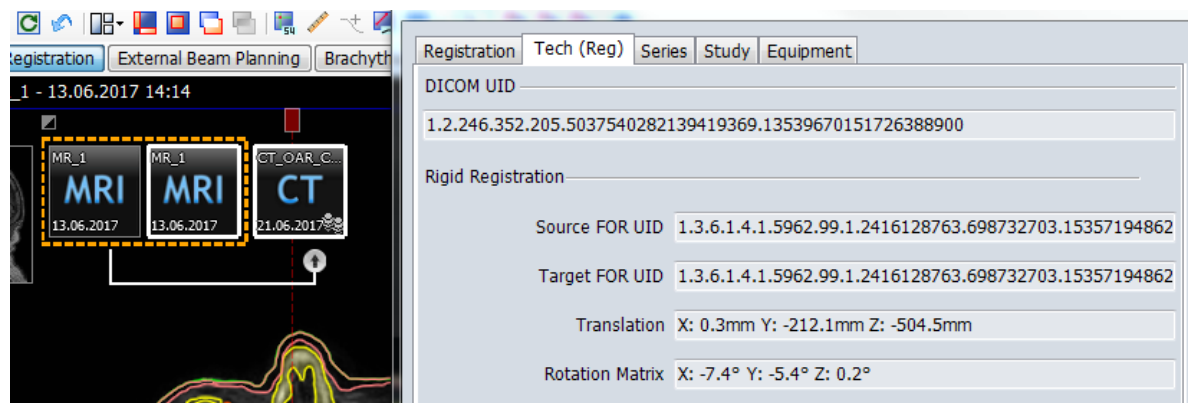 54
Registration External Beam Planning
_1 - 13.06.2017 14:14
MR_1 MR_1 CT_OAR_C...
MRI MRI CT
13.06.2017 13.06.2017 21.06.2017
Registration Tech (Reg) Series Study Equipment
DICOM UID
1.2.246.352.205.5037540282139419369.13539670151726388900
Rigid Registration
Source FOR UID 1.3.6.1.4.1.5962.99.1.2416128763.698732703.15357194862
Target FOR UID 1.3.6.1.4.1.5962.99.1.2416128763.698732703.15357194862
Translation X: 0.3mm Y: -212.1mm Z: -504.5mm
Rotation Matrix X: -7.4° Y: -5.4° Z: 0.2°